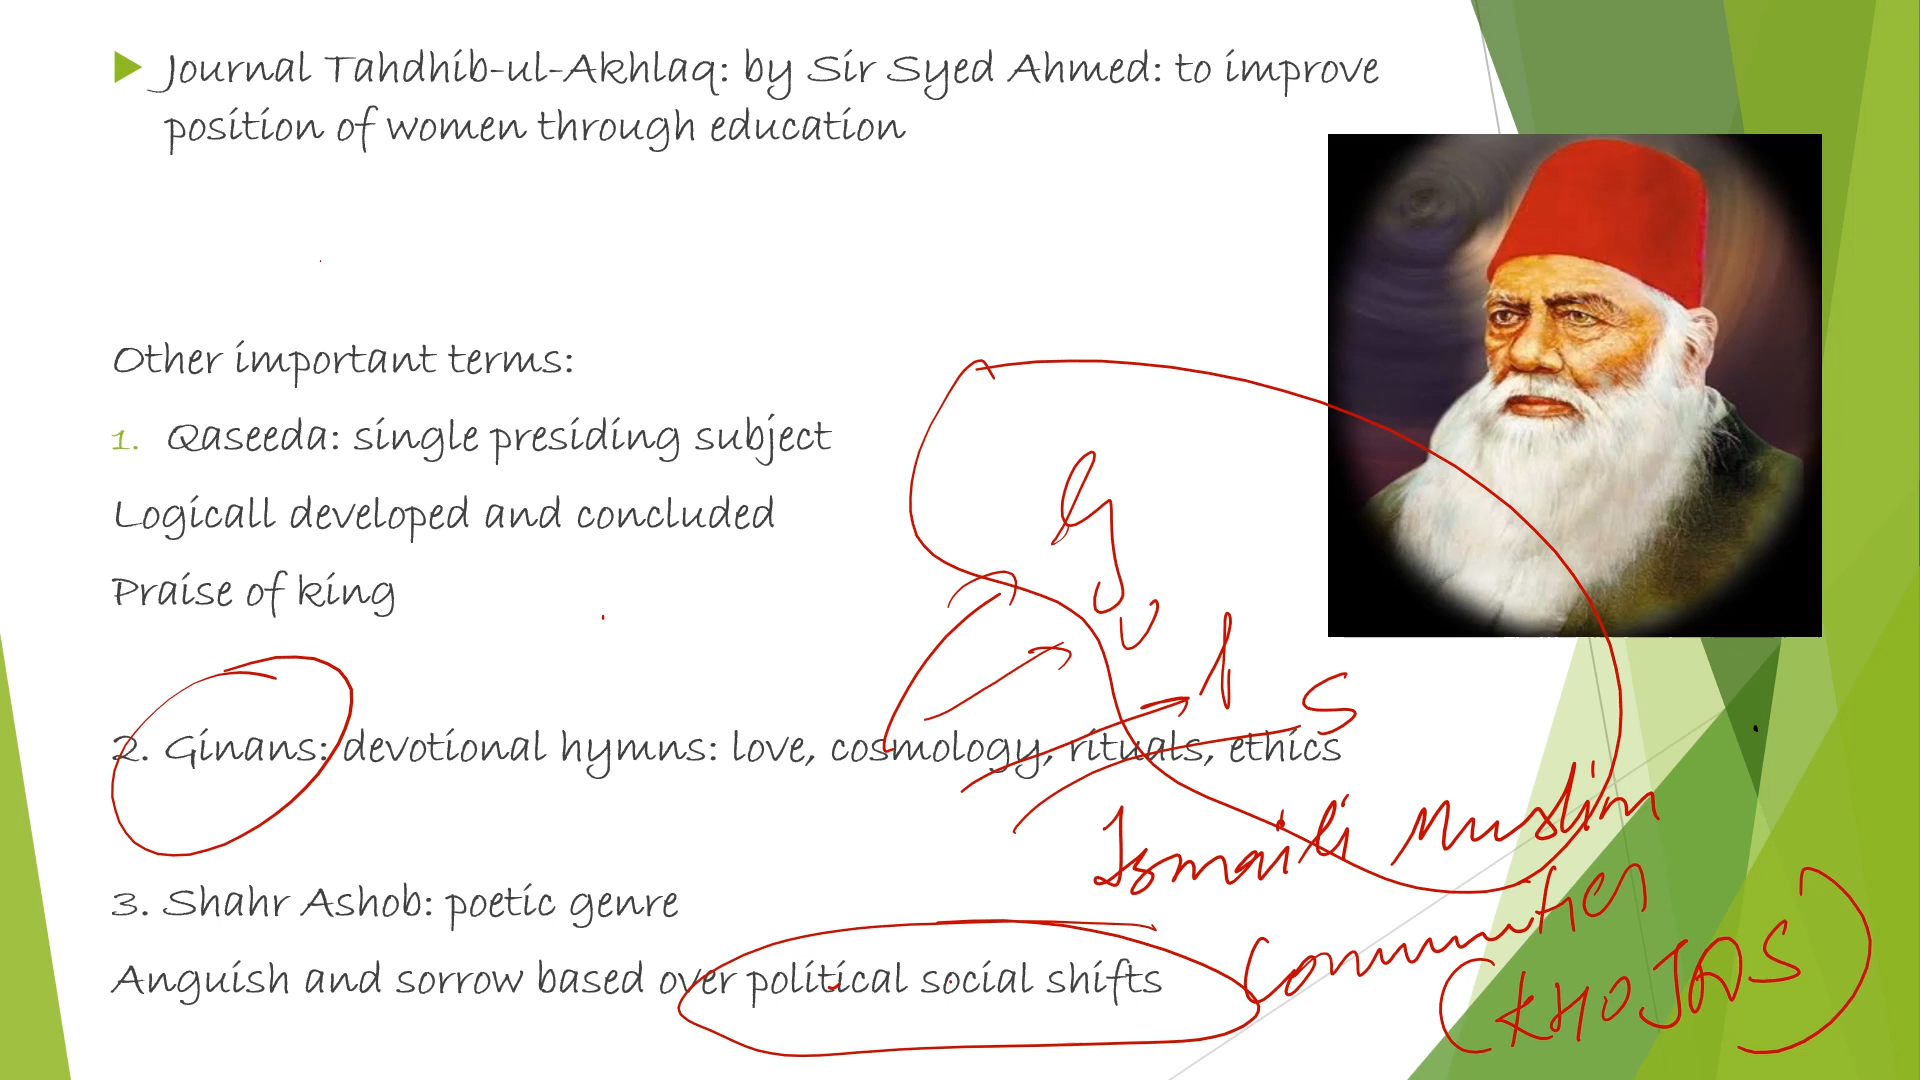 Journal Tahdhib-ul-Akhlaq: by Sir Syed Ahmed: to improve
position of women through education
Other important terms:
1. Qaseeda: single presiding subject
Logicall developed and concluded
Praise of king
2. Ginans: devotional hymns: love, cosmology, rituals, ethics
Ismaili Muslim
Communities
(KHOJAS)
3. Shahr Ashob: poetic genre
Anguish and sorrow based over political social shifts